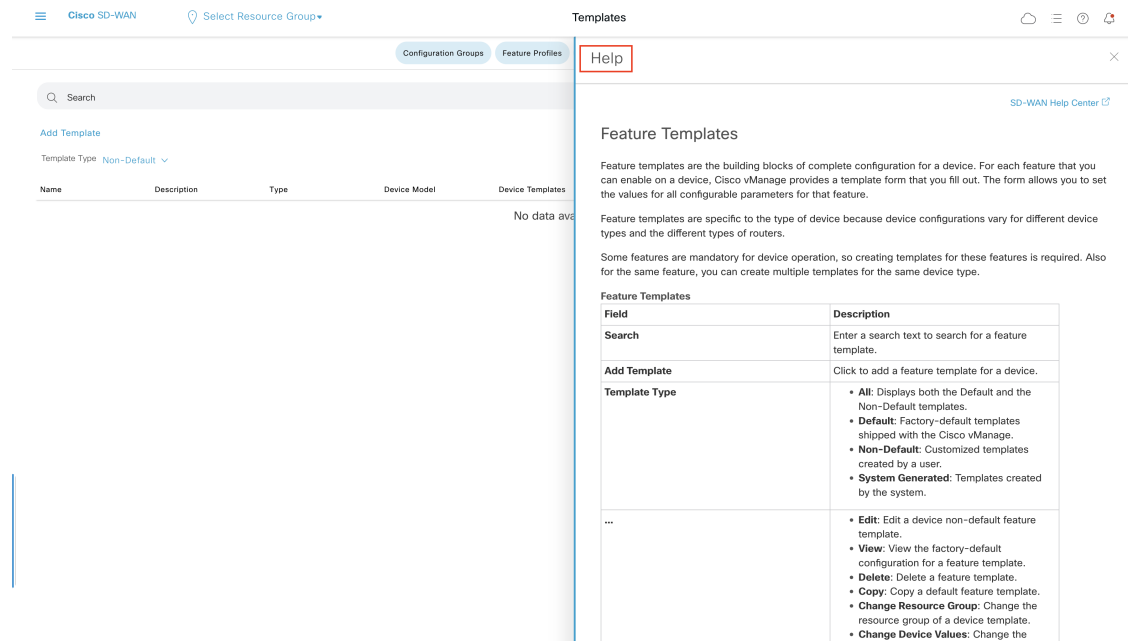 Cisco SD-WAN
Select Resource Group▾
Templates
Configuration Groups
Feature Profiles
Help
Search
SD-WAN Help Center
Add Template
Template Type Non-Default
Name Description Type Device Model Device Templates
No data ava
Feature Templates
Feature templates are the building blocks of complete configuration for a device. For each feature that you
can enable on a device, Cisco vManage provides a template form that you fill out. The form allows you to set
the values for all configurable parameters for that feature.
Feature templates are specific to the type of device because device configurations vary for different device
types and the different types of routers.
Some features are mandatory for device operation, so creating templates for these features is required. Also
for the same feature, you can create multiple templates for the same device type.
Feature Templates
Field Description
Search Enter a search text to search for a feature
template.
Add Template Click to add a feature template for a device.
Template Type • All: Displays both the Default and the
Non-Default templates.
• Default: Factory-default templates
shipped with the Cisco vManage.
• Non-Default: Customized templates
created by a user.
• System Generated: Templates created
by the system.
... • Edit: Edit a device non-default feature
template.
• View: View the factory-default
configuration for a feature template.
• Delete: Delete a feature template.
• Copy: Copy a default feature template.
• Change Resource Group: Change the
resource group of a device template.
• Change Device Values: Change the